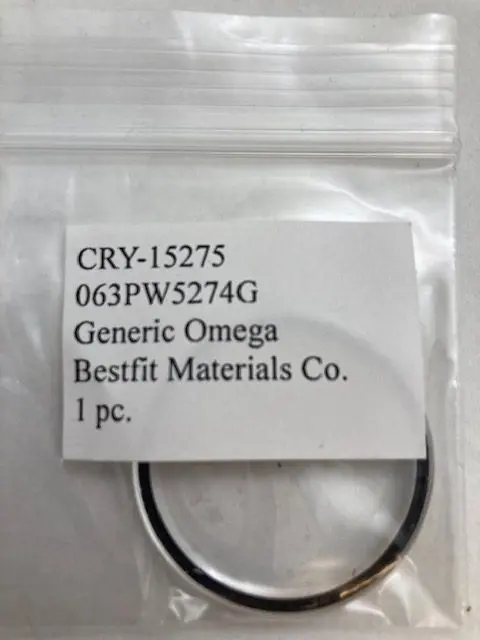 CRY-15275
063PW5274G
Generic Omega
Bestfit Materials Co.
1 pc.